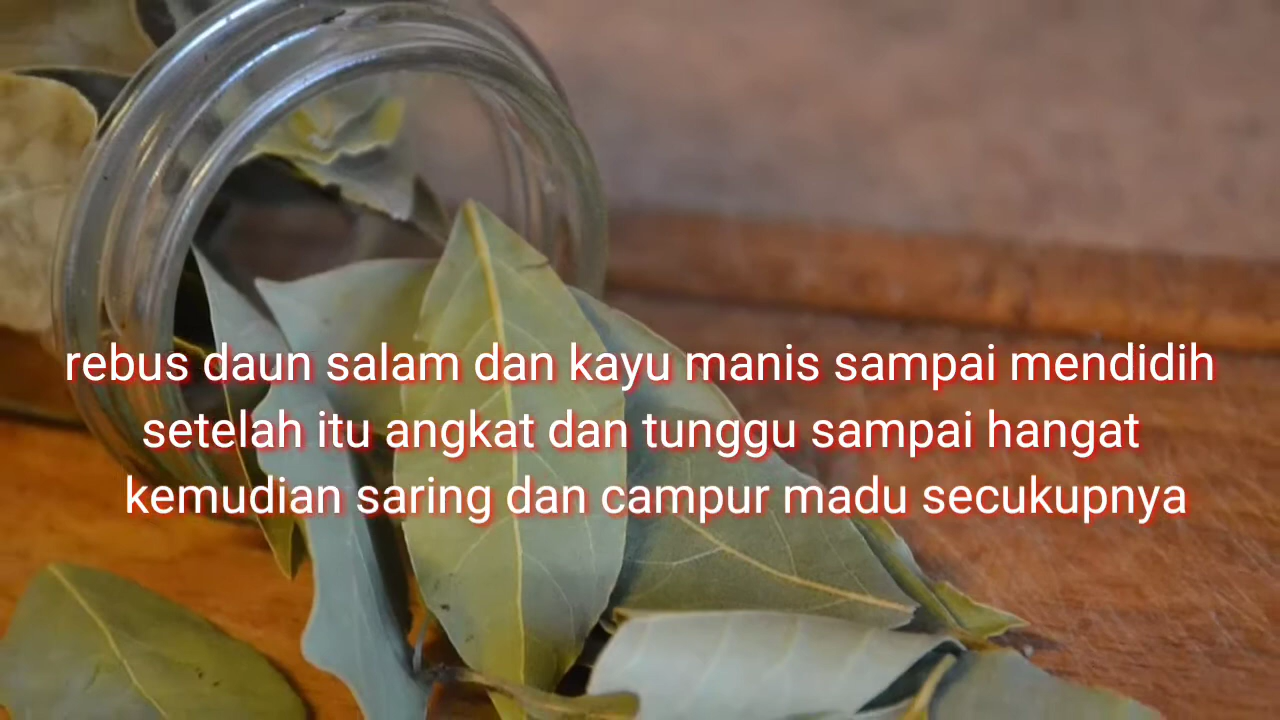 rebus daun salam dan kayu manis sampai mendidih
setelah itu angkat dan tunggu sampai hangat
kemudian saring dan campur madu secukupnya